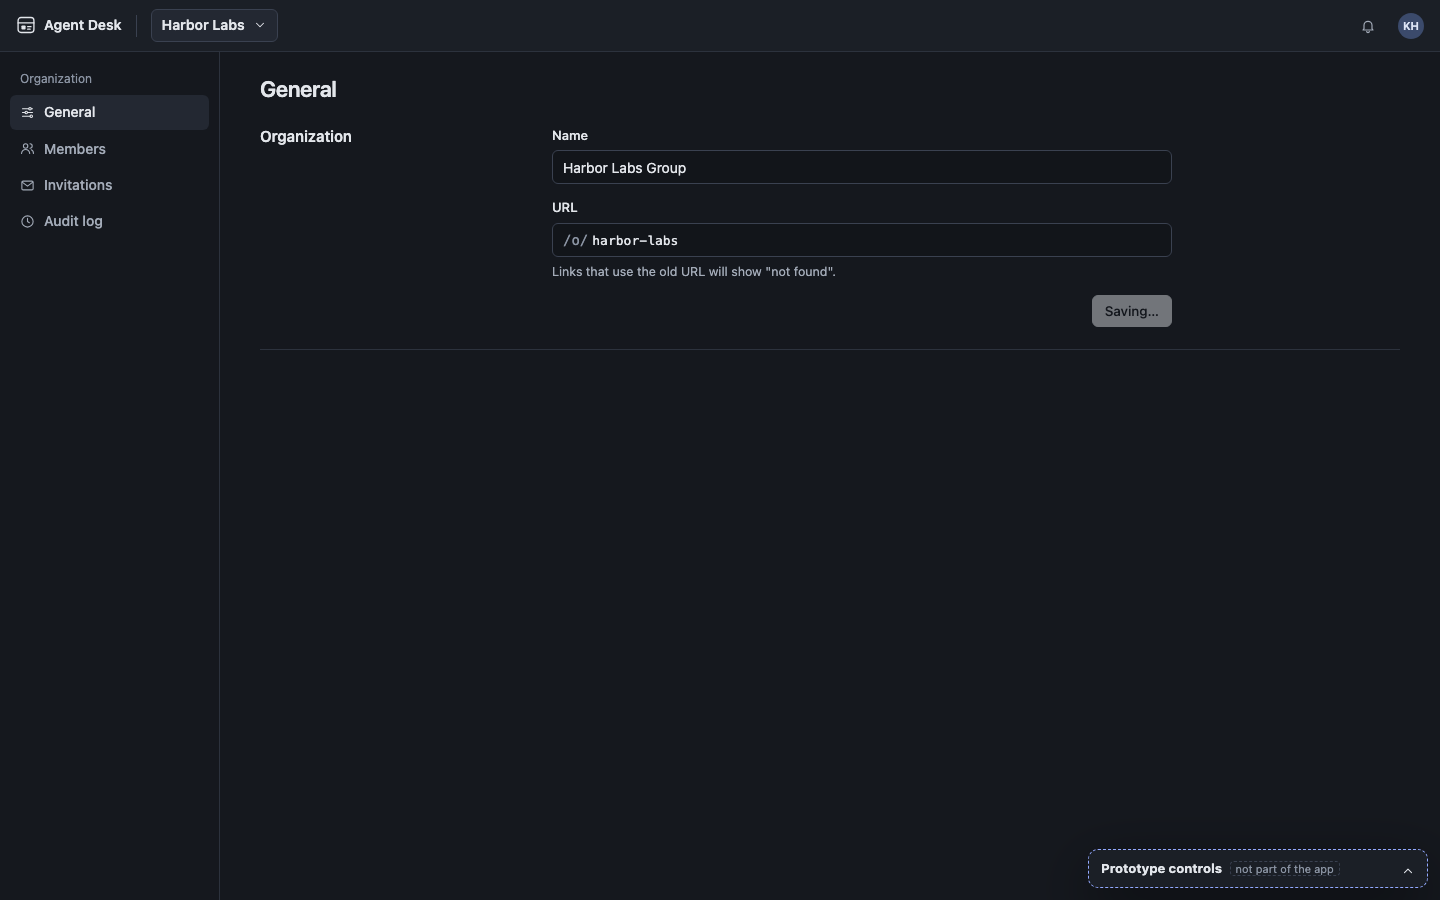 Agent Desk
Harbor Labs
KH
Organization
General
Members
Invitations
Audit log
General
Organization
Name
Harbor Labs Group
URL
/o/ harbor-labs
Links that use the old URL will show "not found".
Saving...
Prototype controls not part of the app